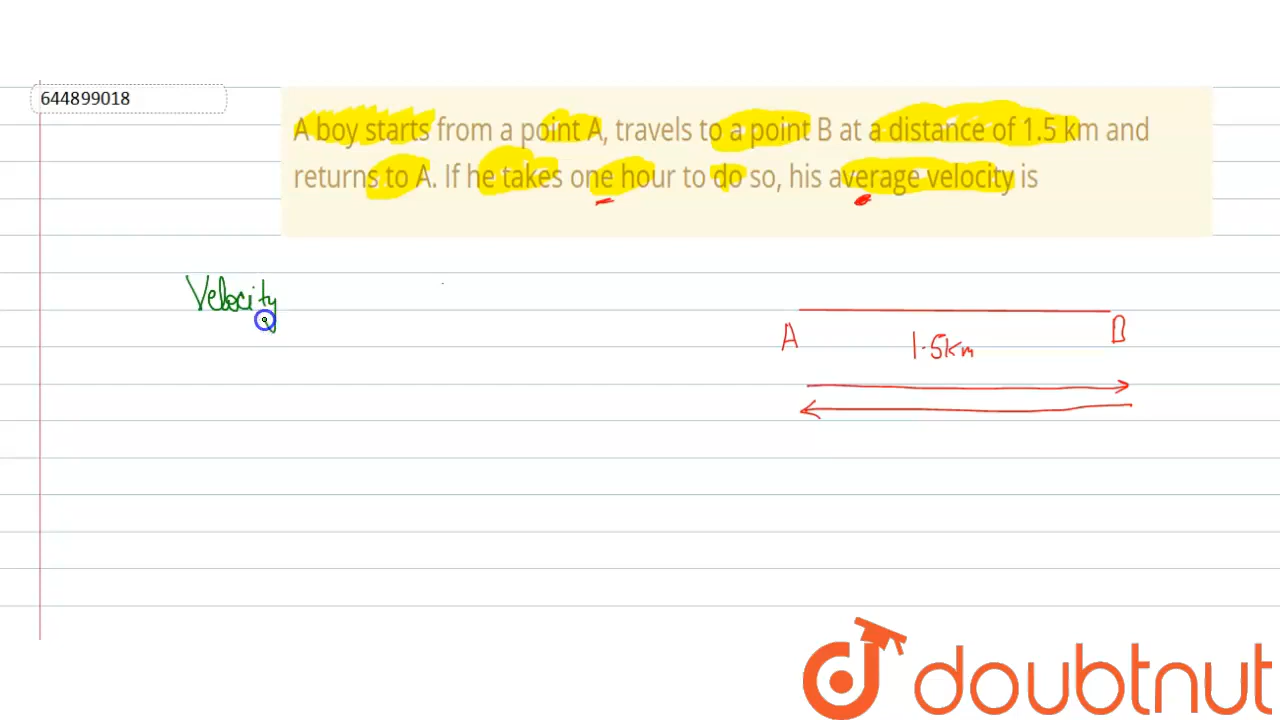 644899018
A boy starts from a point A, travels to a point B at a distance of 1.5 km and
returns to A. If he takes one hour to do so, his average velocity is
Velocity
A B
1.5km
doubtnut